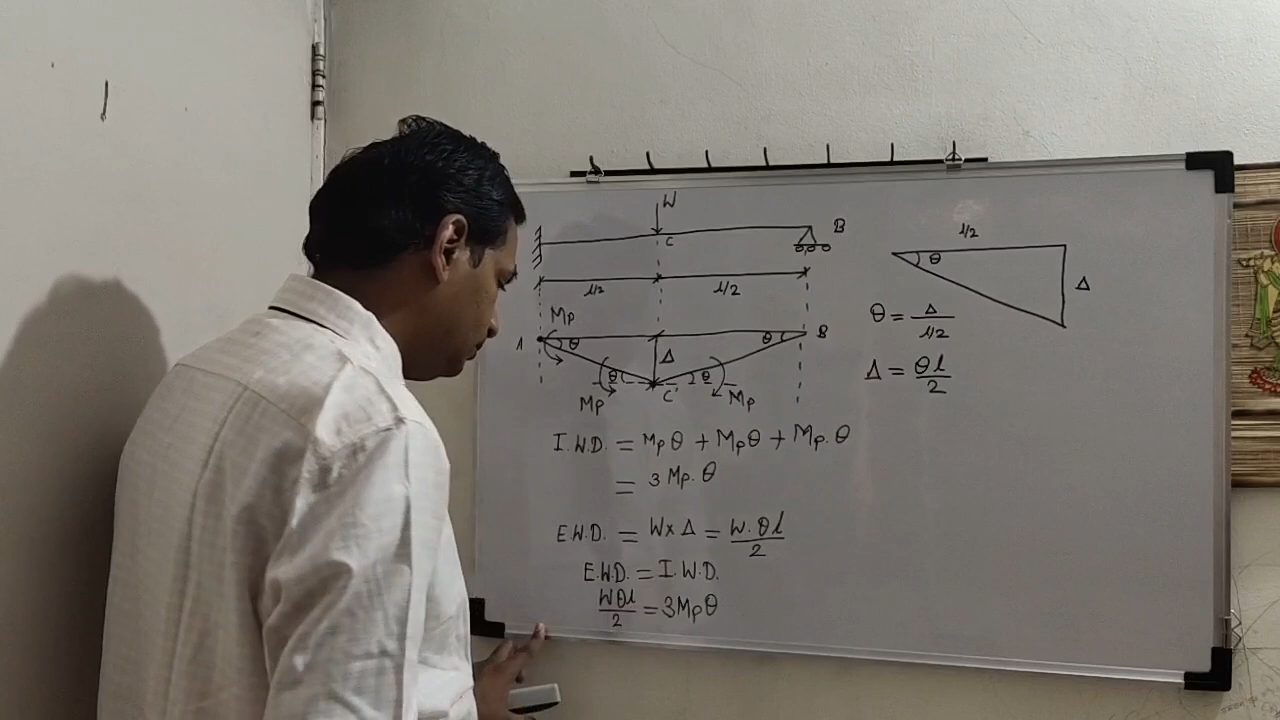 W
C
B
l/2 l/2
Mp
A θ θ B
Δ
θ θ
Mp C' Mp
I.W.D. = Mpθ + Mpθ + Mp.θ
= 3 Mp.θ
E.W.D. = W x Δ = W.θl/2
E.W.D. = I.W.D.
Wθl/2 = 3Mpθ
l/2
θ
Δ
θ = Δ/l/2
Δ = θl/2